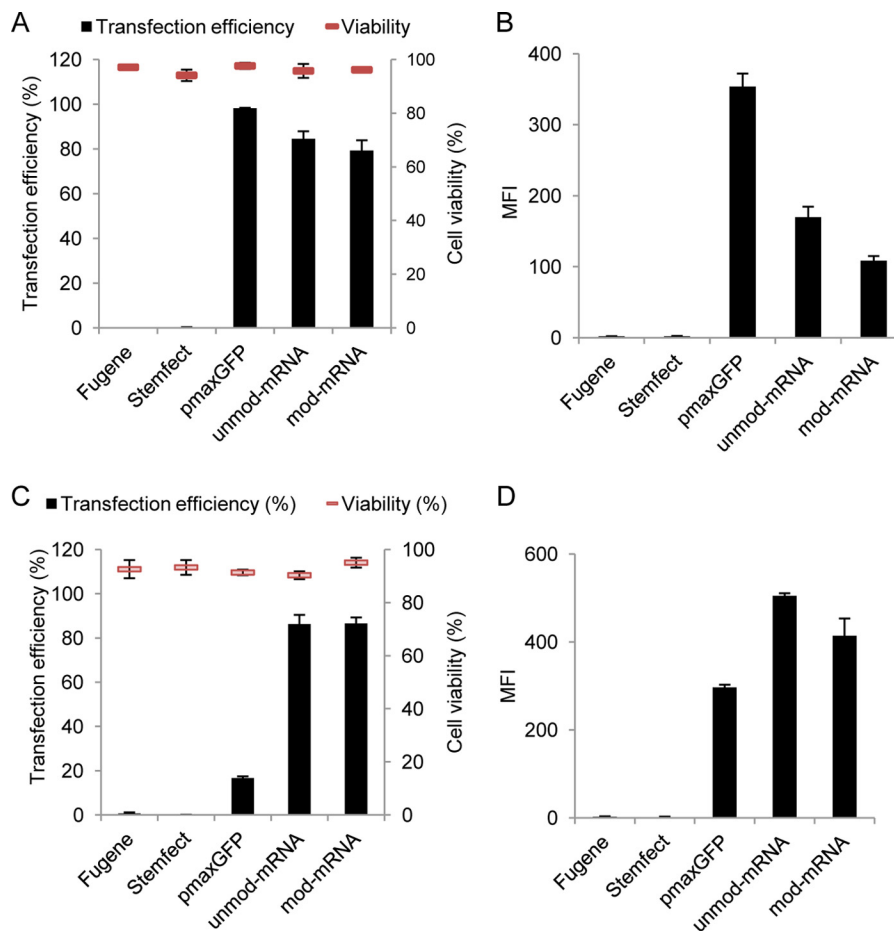 A
Transfection efficiency
Viability
Transfection efficiency (%)
120
100
80
60
40
20
0
100
80
60
40
20
0
Cell viability (%)
Fugene
Stemfect
pmaxGFP
unmod-mRNA
mod-mRNA
B
MFI
400
300
200
100
0
Fugene
Stemfect
pmaxGFP
unmod-mRNA
mod-mRNA
C
Transfection efficiency (%)
Viability (%)
Transfection efficiency (%)
120
100
80
60
40
20
0
100
80
60
40
20
0
Cell viability (%)
Fugene
Stemfect
pmaxGFP
unmod-mRNA
mod-mRNA
D
MFI
600
400
200
0
Fugene
Stemfect
pmaxGFP
unmod-mRNA
mod-mRNA